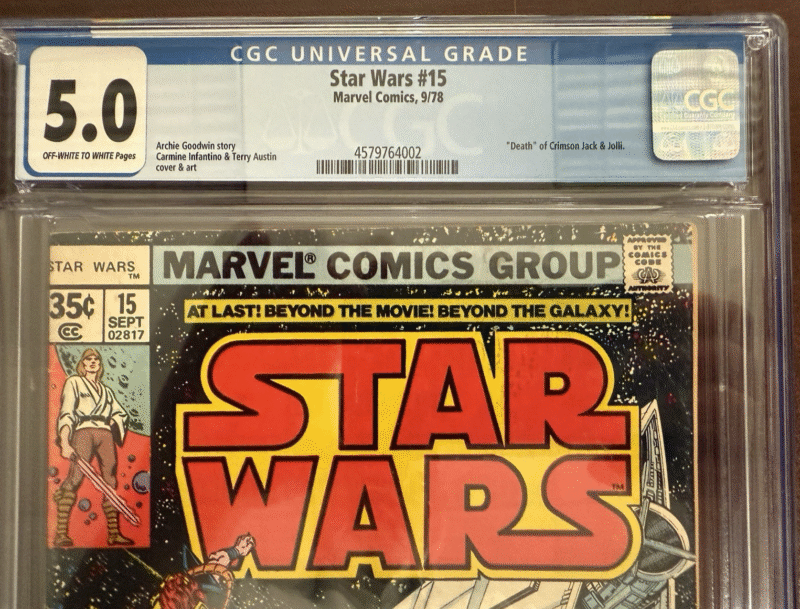 CGC UNIVERSAL GRADE
5.0
OFF-WHITE TO WHITE Pages
Star Wars #15
Marvel Comics, 9/78
Archie Goodwin story
Carmine Infantino & Terry Austin
cover & art
4579764002
"Death" of Crimson Jack & Jolli.
CGC
STAR WARS
TM
MARVEL® COMICS GROUP
APPROVED
BY THE
COMICS
CODE
AUTHORITY
35¢
CC
15
SEPT
02817
AT LAST! BEYOND THE MOVIE! BEYOND THE GALAXY!
STAR
WARS
TM